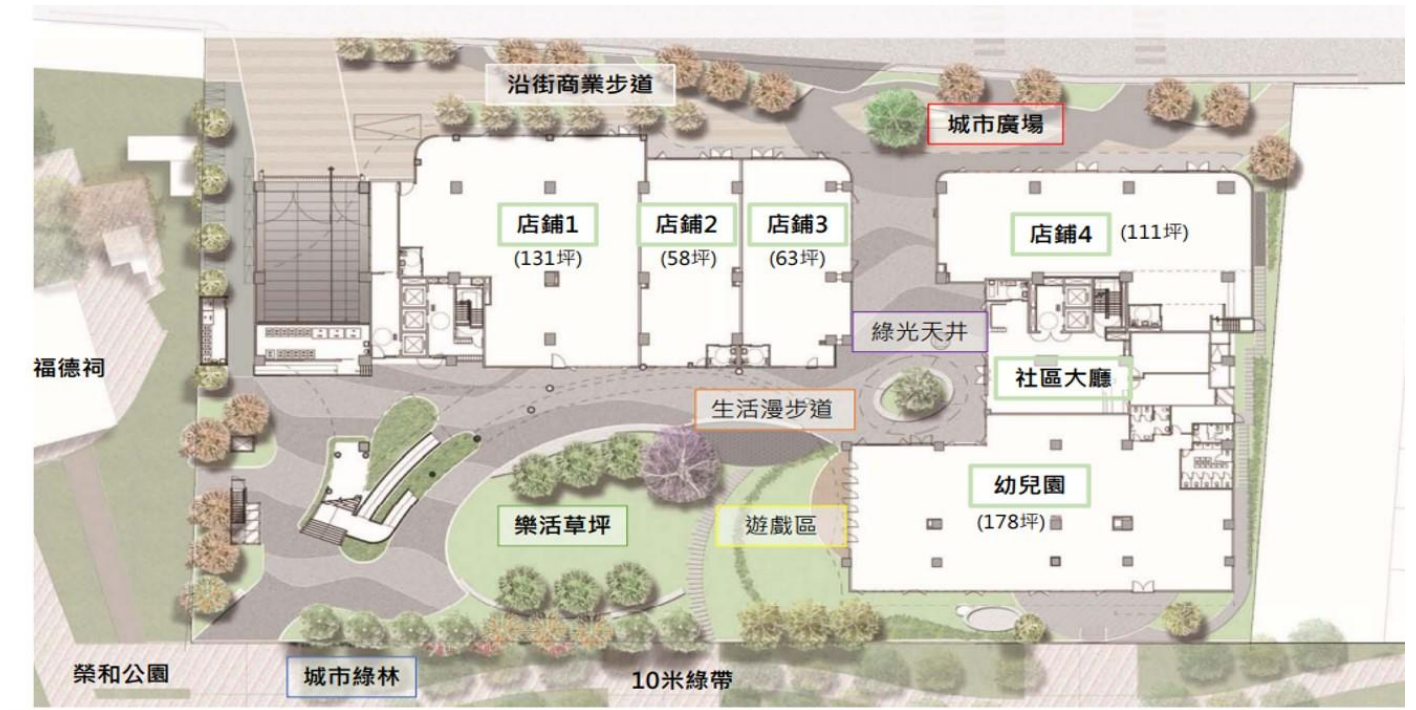 沿街商業步道
城市廣場
店鋪1
(131坪)
店鋪2
(58坪)
店鋪3
(63坪)
店鋪4
(111坪)
綠光天井
福德祠
社區大廳
生活漫步道
幼兒園
(178坪)
樂活草坪
遊戲區
榮和公園
城市綠林
10米綠帶